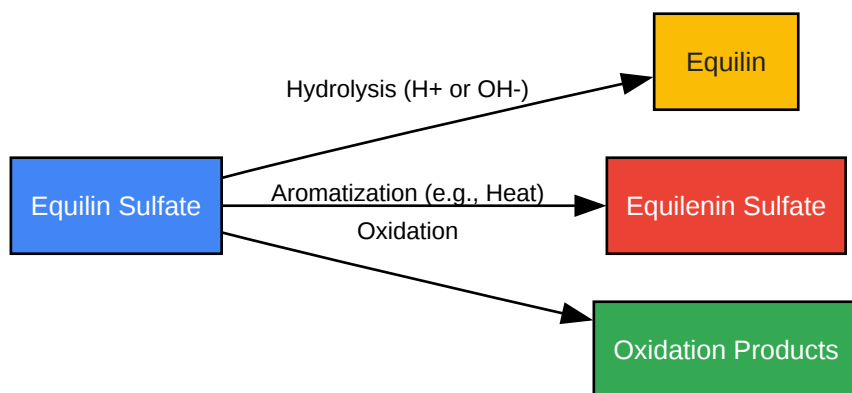 Equilin
Hydrolysis (H+ or OH-)
Equilin Sulfate
Aromatization (e.g., Heat)
Equilenin Sulfate
Oxidation
Oxidation Products